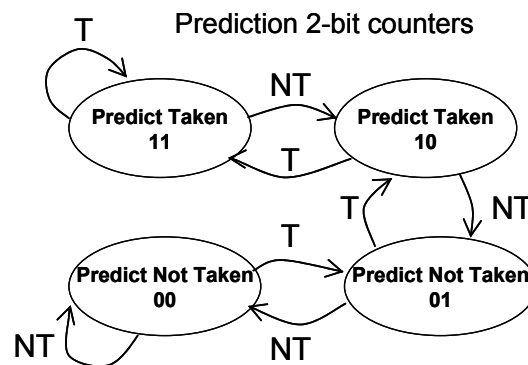 Prediction 2-bit counters
T
NT
Predict Taken
11
Predict Taken
10
T
T
NT
T
Predict Not Taken
00
Predict Not Taken
01
NT
NT